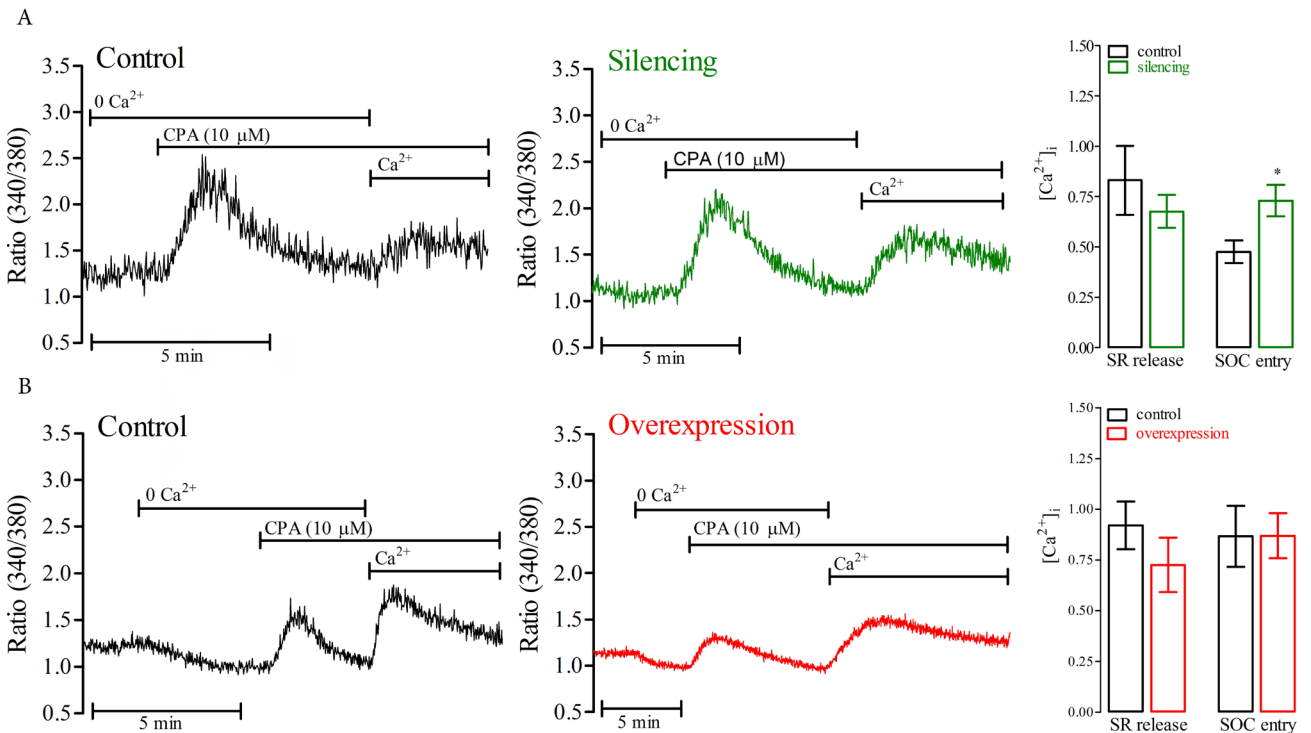 A
Control
Ratio (340/380)
3.5
3.0
2.5
2.0
1.5
1.0
0.5
0 Ca²⁺
CPA (10 µM)
Ca²⁺
5 min
Silencing
Ratio (340/380)
3.5
3.0
2.5
2.0
1.5
1.0
0.5
0 Ca²⁺
CPA (10 µM)
Ca²⁺
5 min
[Ca²⁺]i
1.50
1.25
1.00
0.75
0.50
0.25
0.00
control
silencing
*
SR release
SOC entry
B
Control
Ratio (340/380)
3.5
3.0
2.5
2.0
1.5
1.0
0.5
0 Ca²⁺
CPA (10 µM)
Ca²⁺
5 min
Overexpression
Ratio (340/380)
3.5
3.0
2.5
2.0
1.5
1.0
0.5
0 Ca²⁺
CPA (10 µM)
Ca²⁺
5 min
[Ca²⁺]i
1.50
1.25
1.00
0.75
0.50
0.25
0.00
control
overexpression
SR release
SOC entry